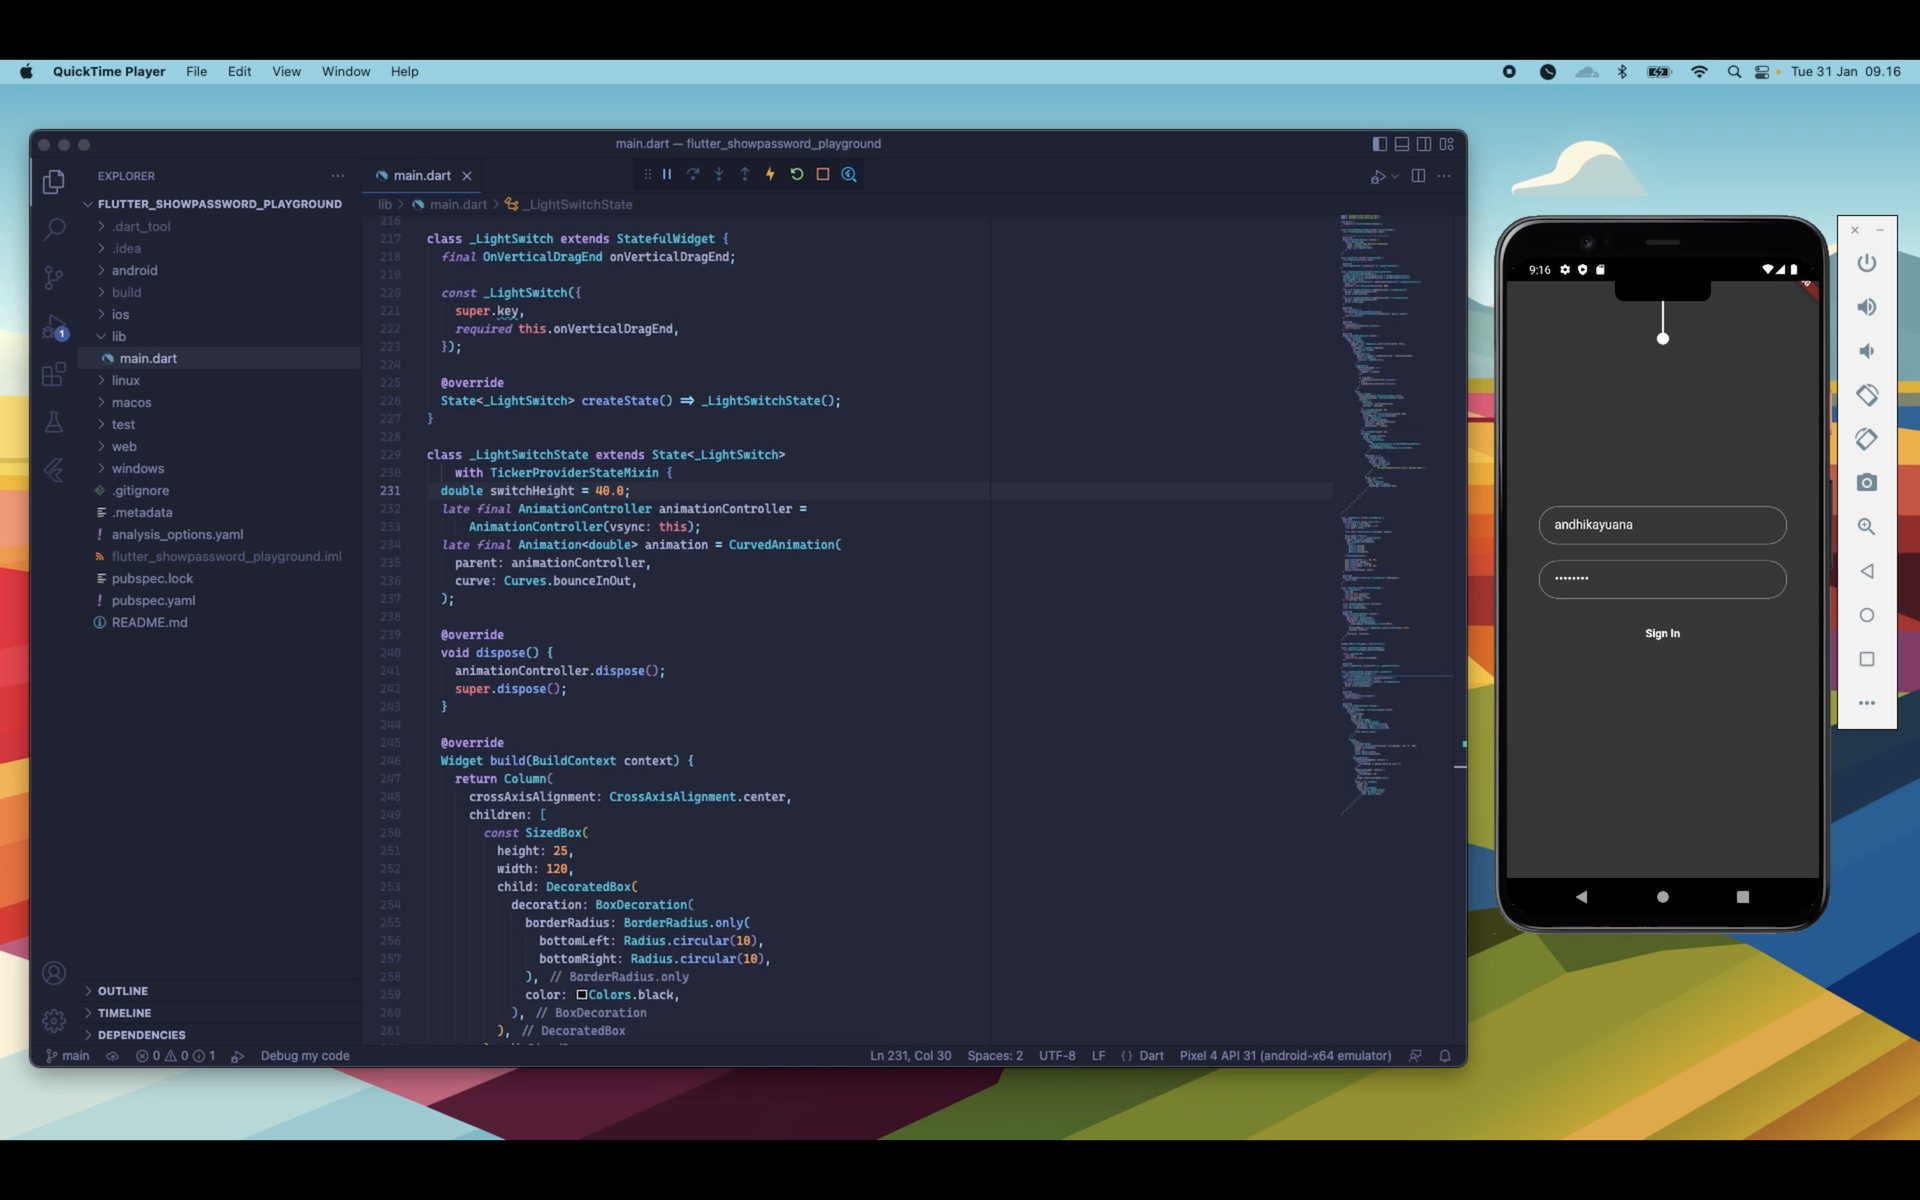 QuickTime Player File Edit View Window Help Tue 31 Jan 09.16
main.dart — flutter_showpassword_playground
EXPLORER
FLUTTER_SHOWPASSWORD_PLAYGROUND
.dart_tool
.idea
android
build
ios
lib
main.dart
linux
macos
test
web
windows
.gitignore
.metadata
analysis_options.yaml
flutter_showpassword_playground.iml
pubspec.lock
pubspec.yaml
README.md
OUTLINE
TIMELINE
DEPENDENCIES
1
main.dart
lib > main.dart > _LightSwitchState
216
217 class _LightSwitch extends StatefulWidget {
218 final OnVerticalDragEnd onVerticalDragEnd;
219
220 const _LightSwitch({
221 super.key,
222 required this.onVerticalDragEnd,
223 });
224
225 @override
226 State<_LightSwitch> createState() => _LightSwitchState();
227 }
228
229 class _LightSwitchState extends State<_LightSwitch>
230 with TickerProviderStateMixin {
231 double switchHeight = 40.0;
232 late final AnimationController animationController =
233 AnimationController(vsync: this);
234 late final Animation<double> animation = CurvedAnimation(
235 parent: animationController,
236 curve: Curves.bounceInOut,
237 );
238
239 @override
240 void dispose() {
241 animationController.dispose();
242 super.dispose();
243 }
244
245 @override
246 Widget build(BuildContext context) {
247 return Column(
248 crossAxisAlignment: CrossAxisAlignment.center,
249 children: [
250 const SizedBox(
251 height: 25,
252 width: 120,
253 child: DecoratedBox(
254 decoration: BoxDecoration(
255 borderRadius: BorderRadius.only(
256 bottomLeft: Radius.circular(10),
257 bottomRight: Radius.circular(10),
258 ), // BorderRadius.only
259 color: Colors.black,
260 ), // BoxDecoration
261 ), // DecoratedBox
main 0 0 1 Debug my code Ln 231, Col 30 Spaces: 2 UTF-8 LF {} Dart Pixel 4 API 31 (android-x64 emulator)
9:16
andhikayuana
••••••••
Sign In